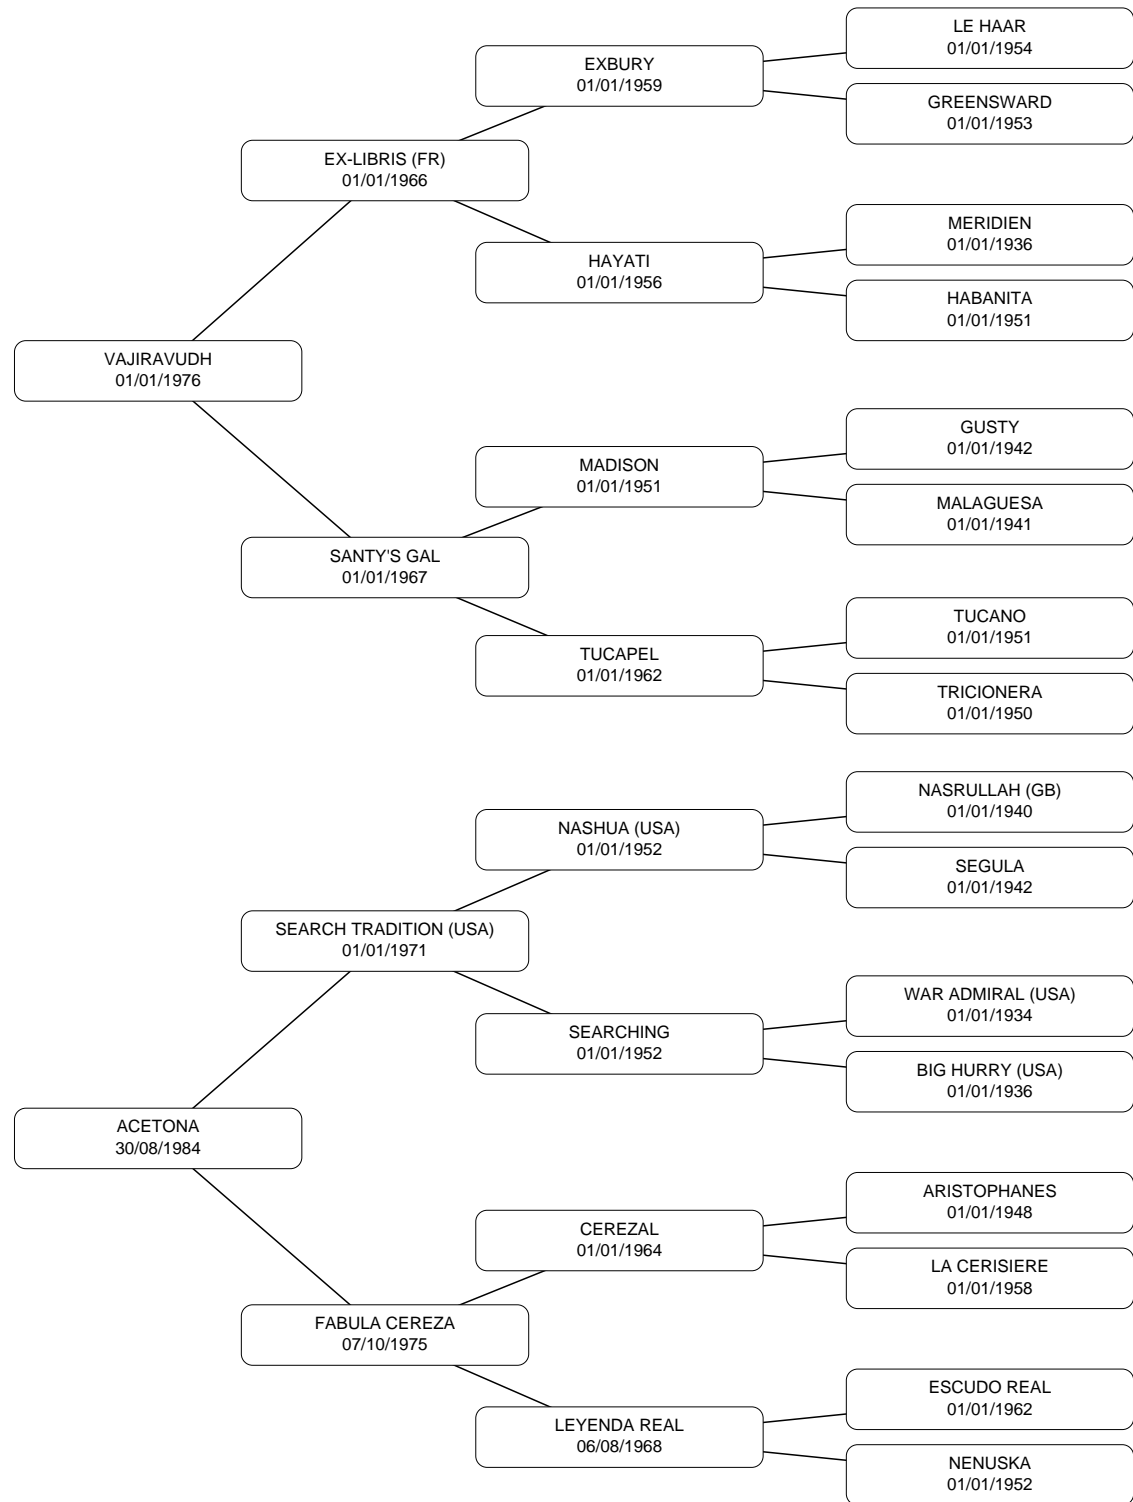 LE HAAR
01/01/1954
EXBURY
01/01/1959
GREENSWARD
01/01/1953
EX-LIBRIS (FR)
01/01/1966
MERIDIEN
01/01/1936
HAYATI
01/01/1956
HABANITA
01/01/1951
VAJIRAVUDH
01/01/1976
GUSTY
01/01/1942
MADISON
01/01/1951
MALAGUESA
01/01/1941
SANTY'S GAL
01/01/1967
TUCANO
01/01/1951
TUCAPEL
01/01/1962
TRICIONERA
01/01/1950
NASRULLAH (GB)
01/01/1940
NASHUA (USA)
01/01/1952
SEGULA
01/01/1942
SEARCH TRADITION (USA)
01/01/1971
WAR ADMIRAL (USA)
01/01/1934
SEARCHING
01/01/1952
BIG HURRY (USA)
01/01/1936
ACETONA
30/08/1984
ARISTOPHANES
01/01/1948
CEREZAL
01/01/1964
LA CERISIERE
01/01/1958
FABULA CEREZA
07/10/1975
ESCUDO REAL
01/01/1962
LEYENDA REAL
06/08/1968
NENUSKA
01/01/1952